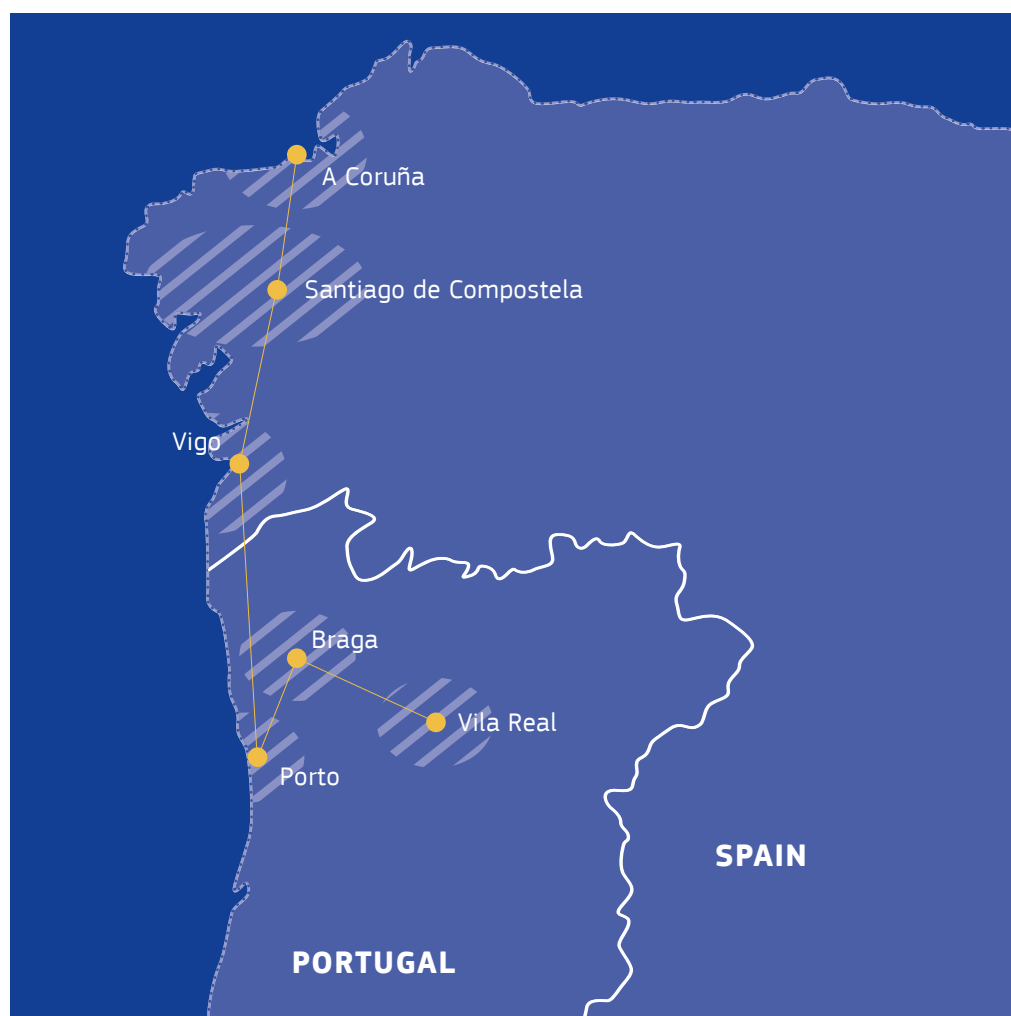 A Coruña
Santiago de Compostela
Vigo
Braga
Vila Real
Porto
SPAIN
PORTUGAL